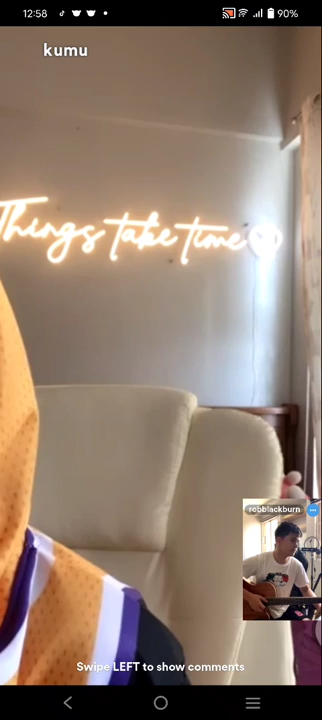 12:58
90%
kumu
Things take time
robblackburn
Swipe LEFT to show comments